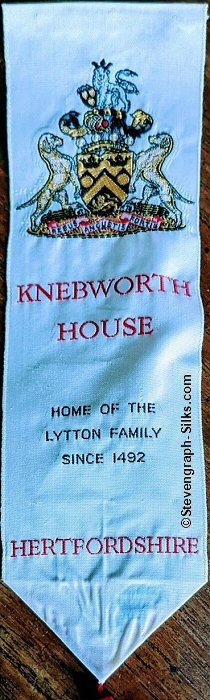 KNEBWORTH
HOUSE
HOME OF THE
LYTTON FAMILY
SINCE 1492
HERTFORDSHIRE
©Stevengraph-Silks.com